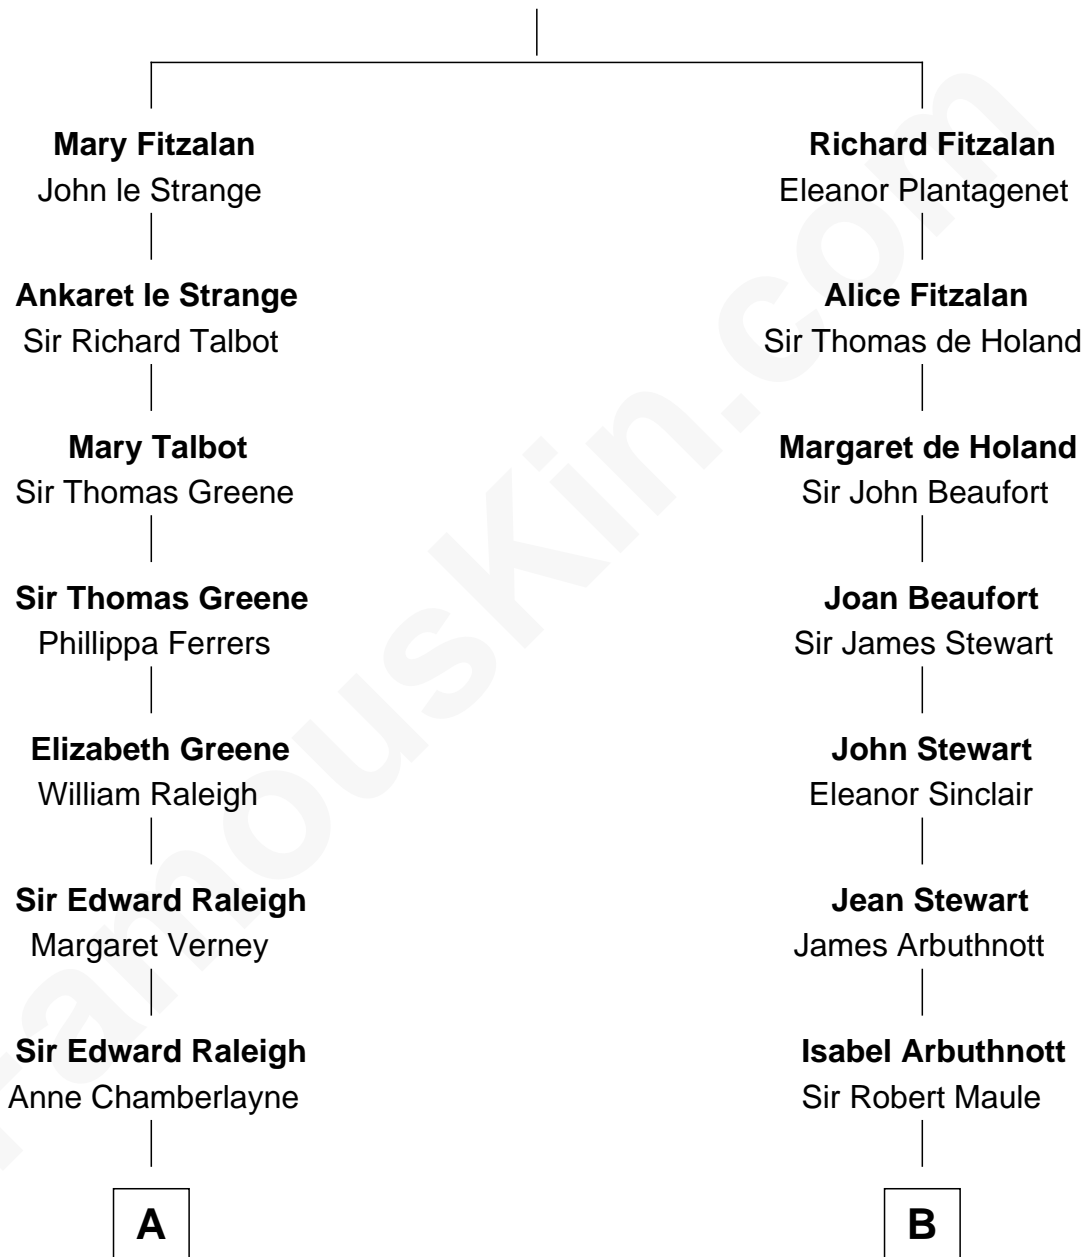 Mary Fitzalan
John le Strange
Richard Fitzalan
Eleanor Plantagenet
Ankaret le Strange
Sir Richard Talbot
Alice Fitzalan
Sir Thomas de Holand
Mary Talbot
Sir Thomas Greene
Margaret de Holand
Sir John Beaufort
Sir Thomas Greene
Phillippa Ferrers
Joan Beaufort
Sir James Stewart
Elizabeth Greene
William Raleigh
John Stewart
Eleanor Sinclair
Sir Edward Raleigh
Margaret Verney
Jean Stewart
James Arbuthnott
Sir Edward Raleigh
Anne Chamberlayne
Isabel Arbuthnott
Sir Robert Maule
A
B
FamousKin.com